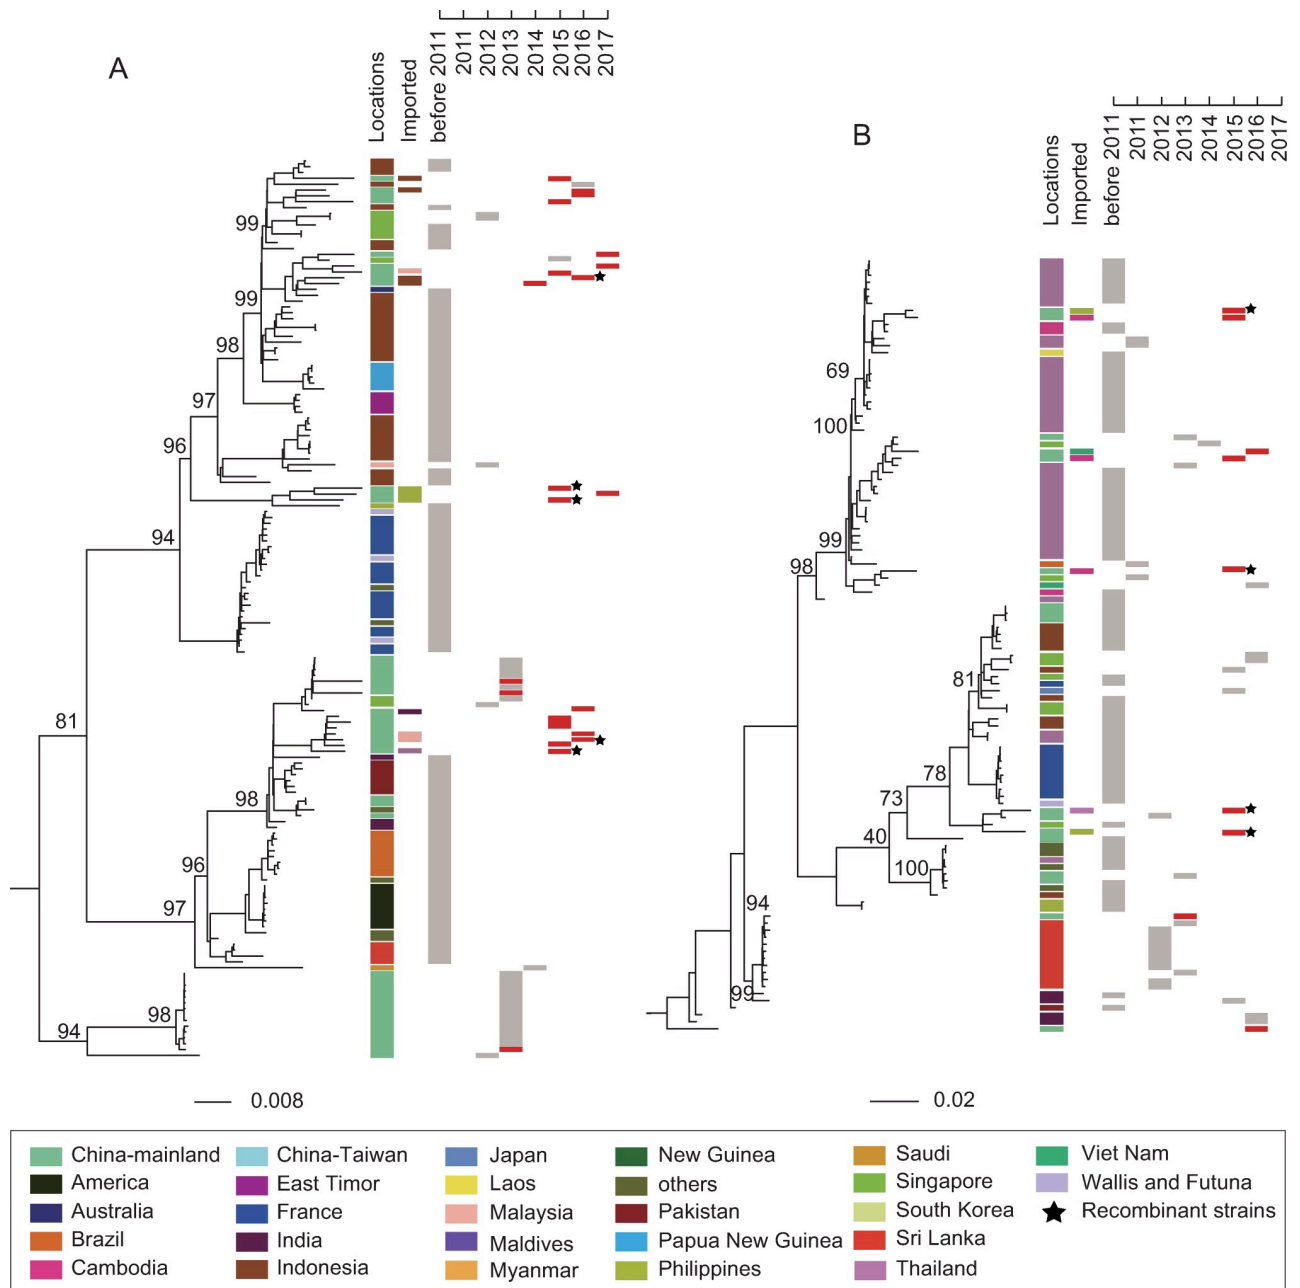 A
Locations
Imported
before 2011
2011
2012
2013
2014
2015
2016
2017
99
99
98
97
96
94
81
98
96
97
98
94
0.008
B
Locations
Imported
before 2011
2011
2012
2013
2014
2015
2016
2017
69
100
99
98
81
78
73
40
100
94
99
0.02
China-mainland
America
Australia
Brazil
Cambodia
China-Taiwan
East Timor
France
India
Indonesia
Japan
Laos
Malaysia
Maldives
Myanmar
New Guinea
others
Pakistan
Papua New Guinea
Philippines
Saudi
Singapore
South Korea
Sri Lanka
Thailand
Viet Nam
Wallis and Futuna
Recombinant strains